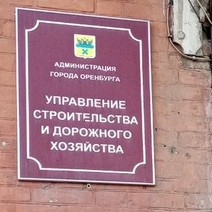 АДМИНИСТРАЦИЯ
ГОРОДА ОРЕНБУРГА
УПРАВЛЕНИЕ
СТРОИТЕЛЬСТВА
И ДОРОЖНОГО
ХОЗЯЙСТВА